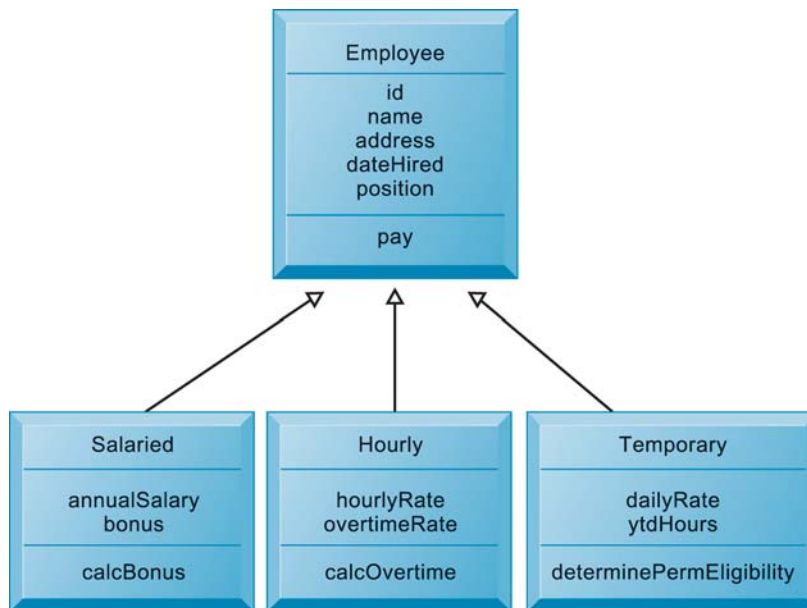 Employee
id
name
address
dateHired
position
pay
Salaried
annualSalary
bonus
calcBonus
Hourly
hourlyRate
overtimeRate
calcOvertime
Temporary
dailyRate
ytdHours
determinePermEligibility